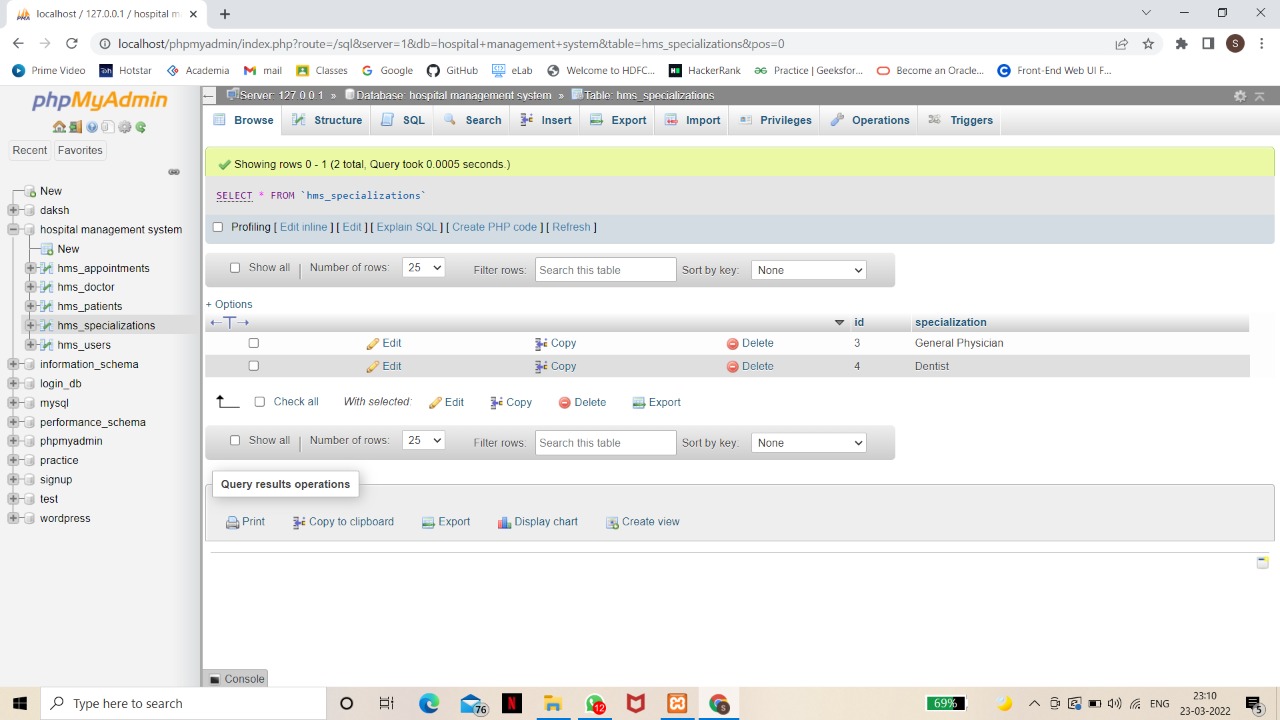 localhost / 127.0.0.1 / hospital m
localhost/phpmyadmin/index.php?route=/sql&server=1&db=hospital+management+system&table=hms_specializations&pos=0
S
Prime Video Hotstar Academia mail Classes Google GitHub eLab Welcome to HDFC... HackerRank Practice | Geeksfor... Become an Oracle... Front-End Web UI F...
phpMyAdmin
Server: 127.0.0.1 » Database: hospital management system » Table: hms_specializations
Browse Structure SQL Search Insert Export Import Privileges Operations Triggers
Recent Favorites
New
daksh
hospital management system
New
hms_appointments
hms_doctor
hms_patients
hms_specializations
hms_users
information_schema
login_db
mysql
performance_schema
phpmyadmin
practice
signup
test
wordpress
Showing rows 0 - 1 (2 total, Query took 0.0005 seconds.)
SELECT * FROM `hms_specializations`
Profiling [ Edit inline ] [ Edit ] [ Explain SQL ] [ Create PHP code ] [ Refresh ]
Show all Number of rows: 25 Filter rows: Search this table Sort by key: None
+ Options
←T→ id specialization
Edit Copy Delete 3 General Physician
Edit Copy Delete 4 Dentist
Check all With selected: Edit Copy Delete Export
Show all Number of rows: 25 Filter rows: Search this table Sort by key: None
Query results operations
Print Copy to clipboard Export Display chart Create view
Console
Type here to search
76
12
S
69%
ENG
23:10
23-03-2022
5